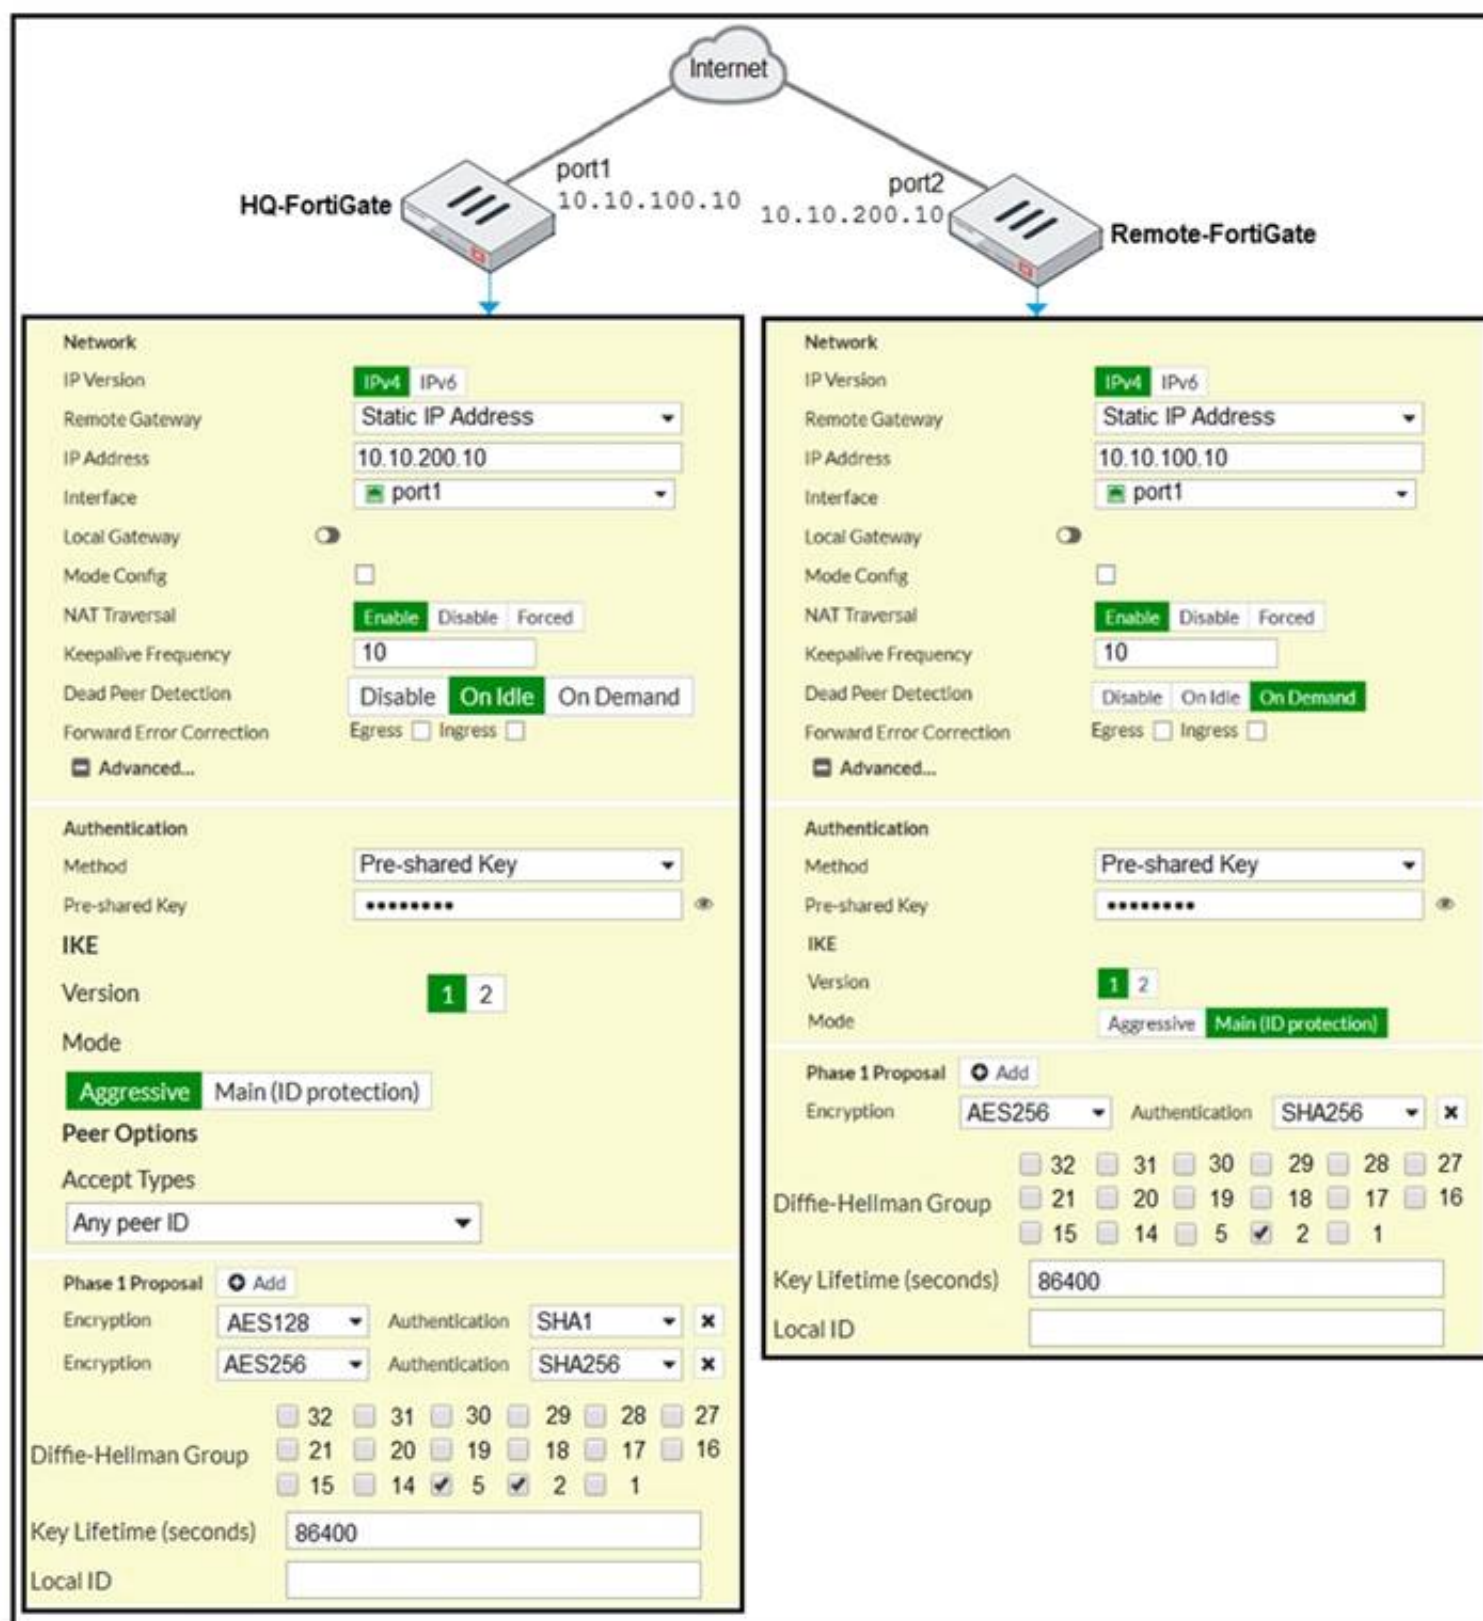 Internet
port1
10.10.100.10
HQ-FortiGate
port2
10.10.200.10
Remote-FortiGate
Network
IP Version IPv4 IPv6
Remote Gateway Static IP Address
IP Address 10.10.200.10
Interface port1
Local Gateway
Mode Config
NAT Traversal Enable Disable Forced
Keepalive Frequency 10
Dead Peer Detection Disable On Idle On Demand
Forward Error Correction Egress Ingress
Advanced...
Authentication
Method Pre-shared Key
Pre-shared Key ••••••••
IKE
Version 1 2
Mode
Aggressive Main (ID protection)
Peer Options
Accept Types
Any peer ID
Phase 1 Proposal Add
Encryption AES128 Authentication SHA1
Encryption AES256 Authentication SHA256
32 31 30 29 28 27
Diffie-Hellman Group 21 20 19 18 17 16
15 14 5 2 1
Key Lifetime (seconds) 86400
Local ID
Network
IP Version IPv4 IPv6
Remote Gateway Static IP Address
IP Address 10.10.100.10
Interface port1
Local Gateway
Mode Config
NAT Traversal Enable Disable Forced
Keepalive Frequency 10
Dead Peer Detection Disable On Idle On Demand
Forward Error Correction Egress Ingress
Advanced...
Authentication
Method Pre-shared Key
Pre-shared Key ••••••••
IKE
Version 1 2
Mode Aggressive Main (ID protection)
Phase 1 Proposal Add
Encryption AES256 Authentication SHA256
32 31 30 29 28 27
Diffie-Hellman Group 21 20 19 18 17 16
15 14 5 2 1
Key Lifetime (seconds) 86400
Local ID